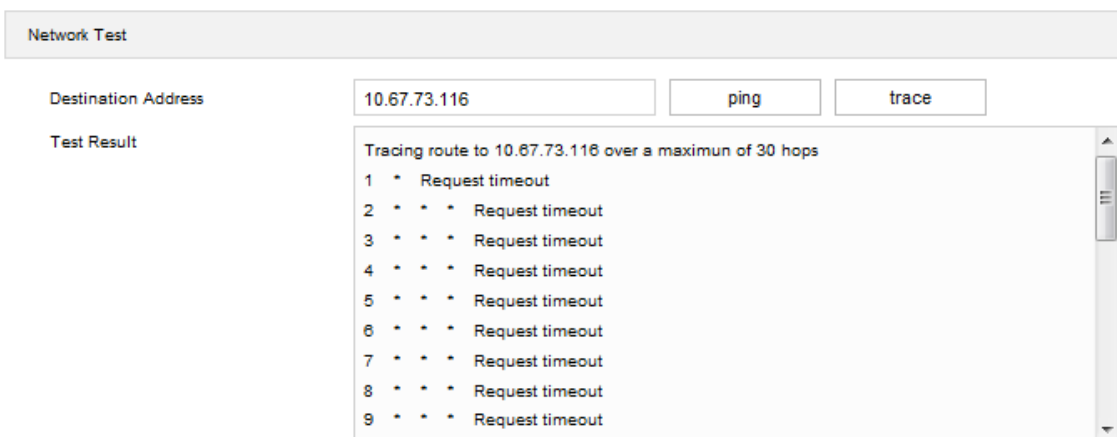 Network Test
Destination Address 10.67.73.116 ping trace
Test Result
Tracing route to 10.67.73.116 over a maximun of 30 hops
1 * Request timeout
2 * * * Request timeout
3 * * * Request timeout
4 * * * Request timeout
5 * * * Request timeout
6 * * * Request timeout
7 * * * Request timeout
8 * * * Request timeout
9 * * * Request timeout